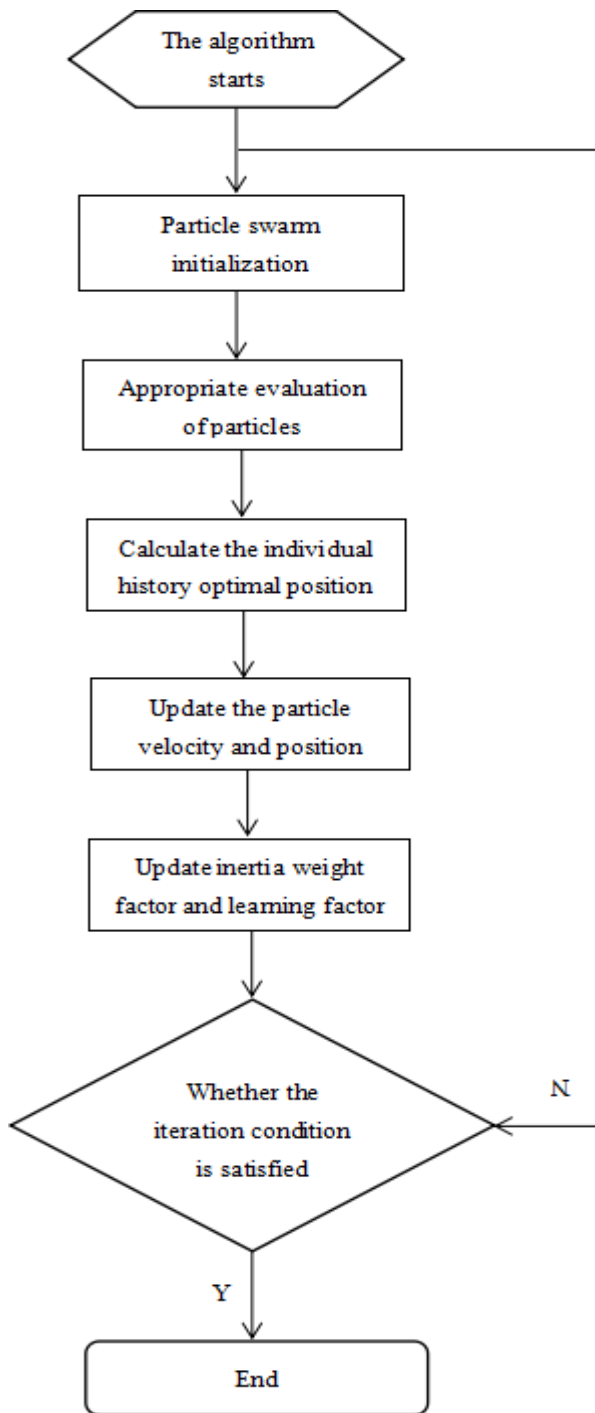 The algorithm
starts
Particle swarm
initialization
Appropriate evaluation
of particles
Calculate the individual
history optimal position
Update the particle
velocity and position
Update inertia weight
factor and learning factor
Whether the
iteration condition
is satisfied
N
Y
End